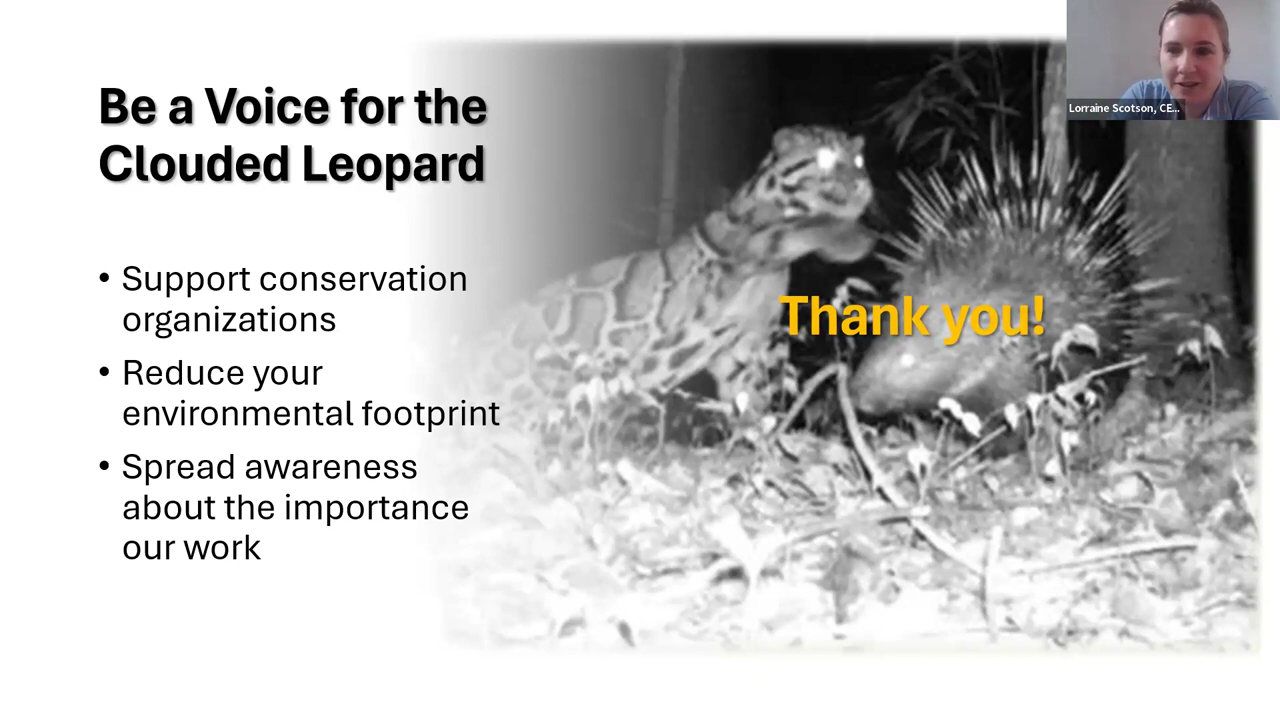 Be a Voice for the
Clouded Leopard
• Support conservation
organizations
• Reduce your
environmental footprint
• Spread awareness
about the importance
our work
Thank you!
Lorraine Scotson, CE...